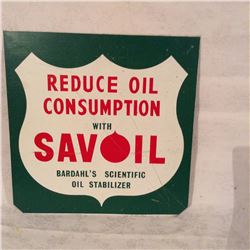 REDUCE OIL
CONSUMPTION
WITH
SAVOIL
BARDAHL'S SCIENTIFIC
OIL STABILIZER